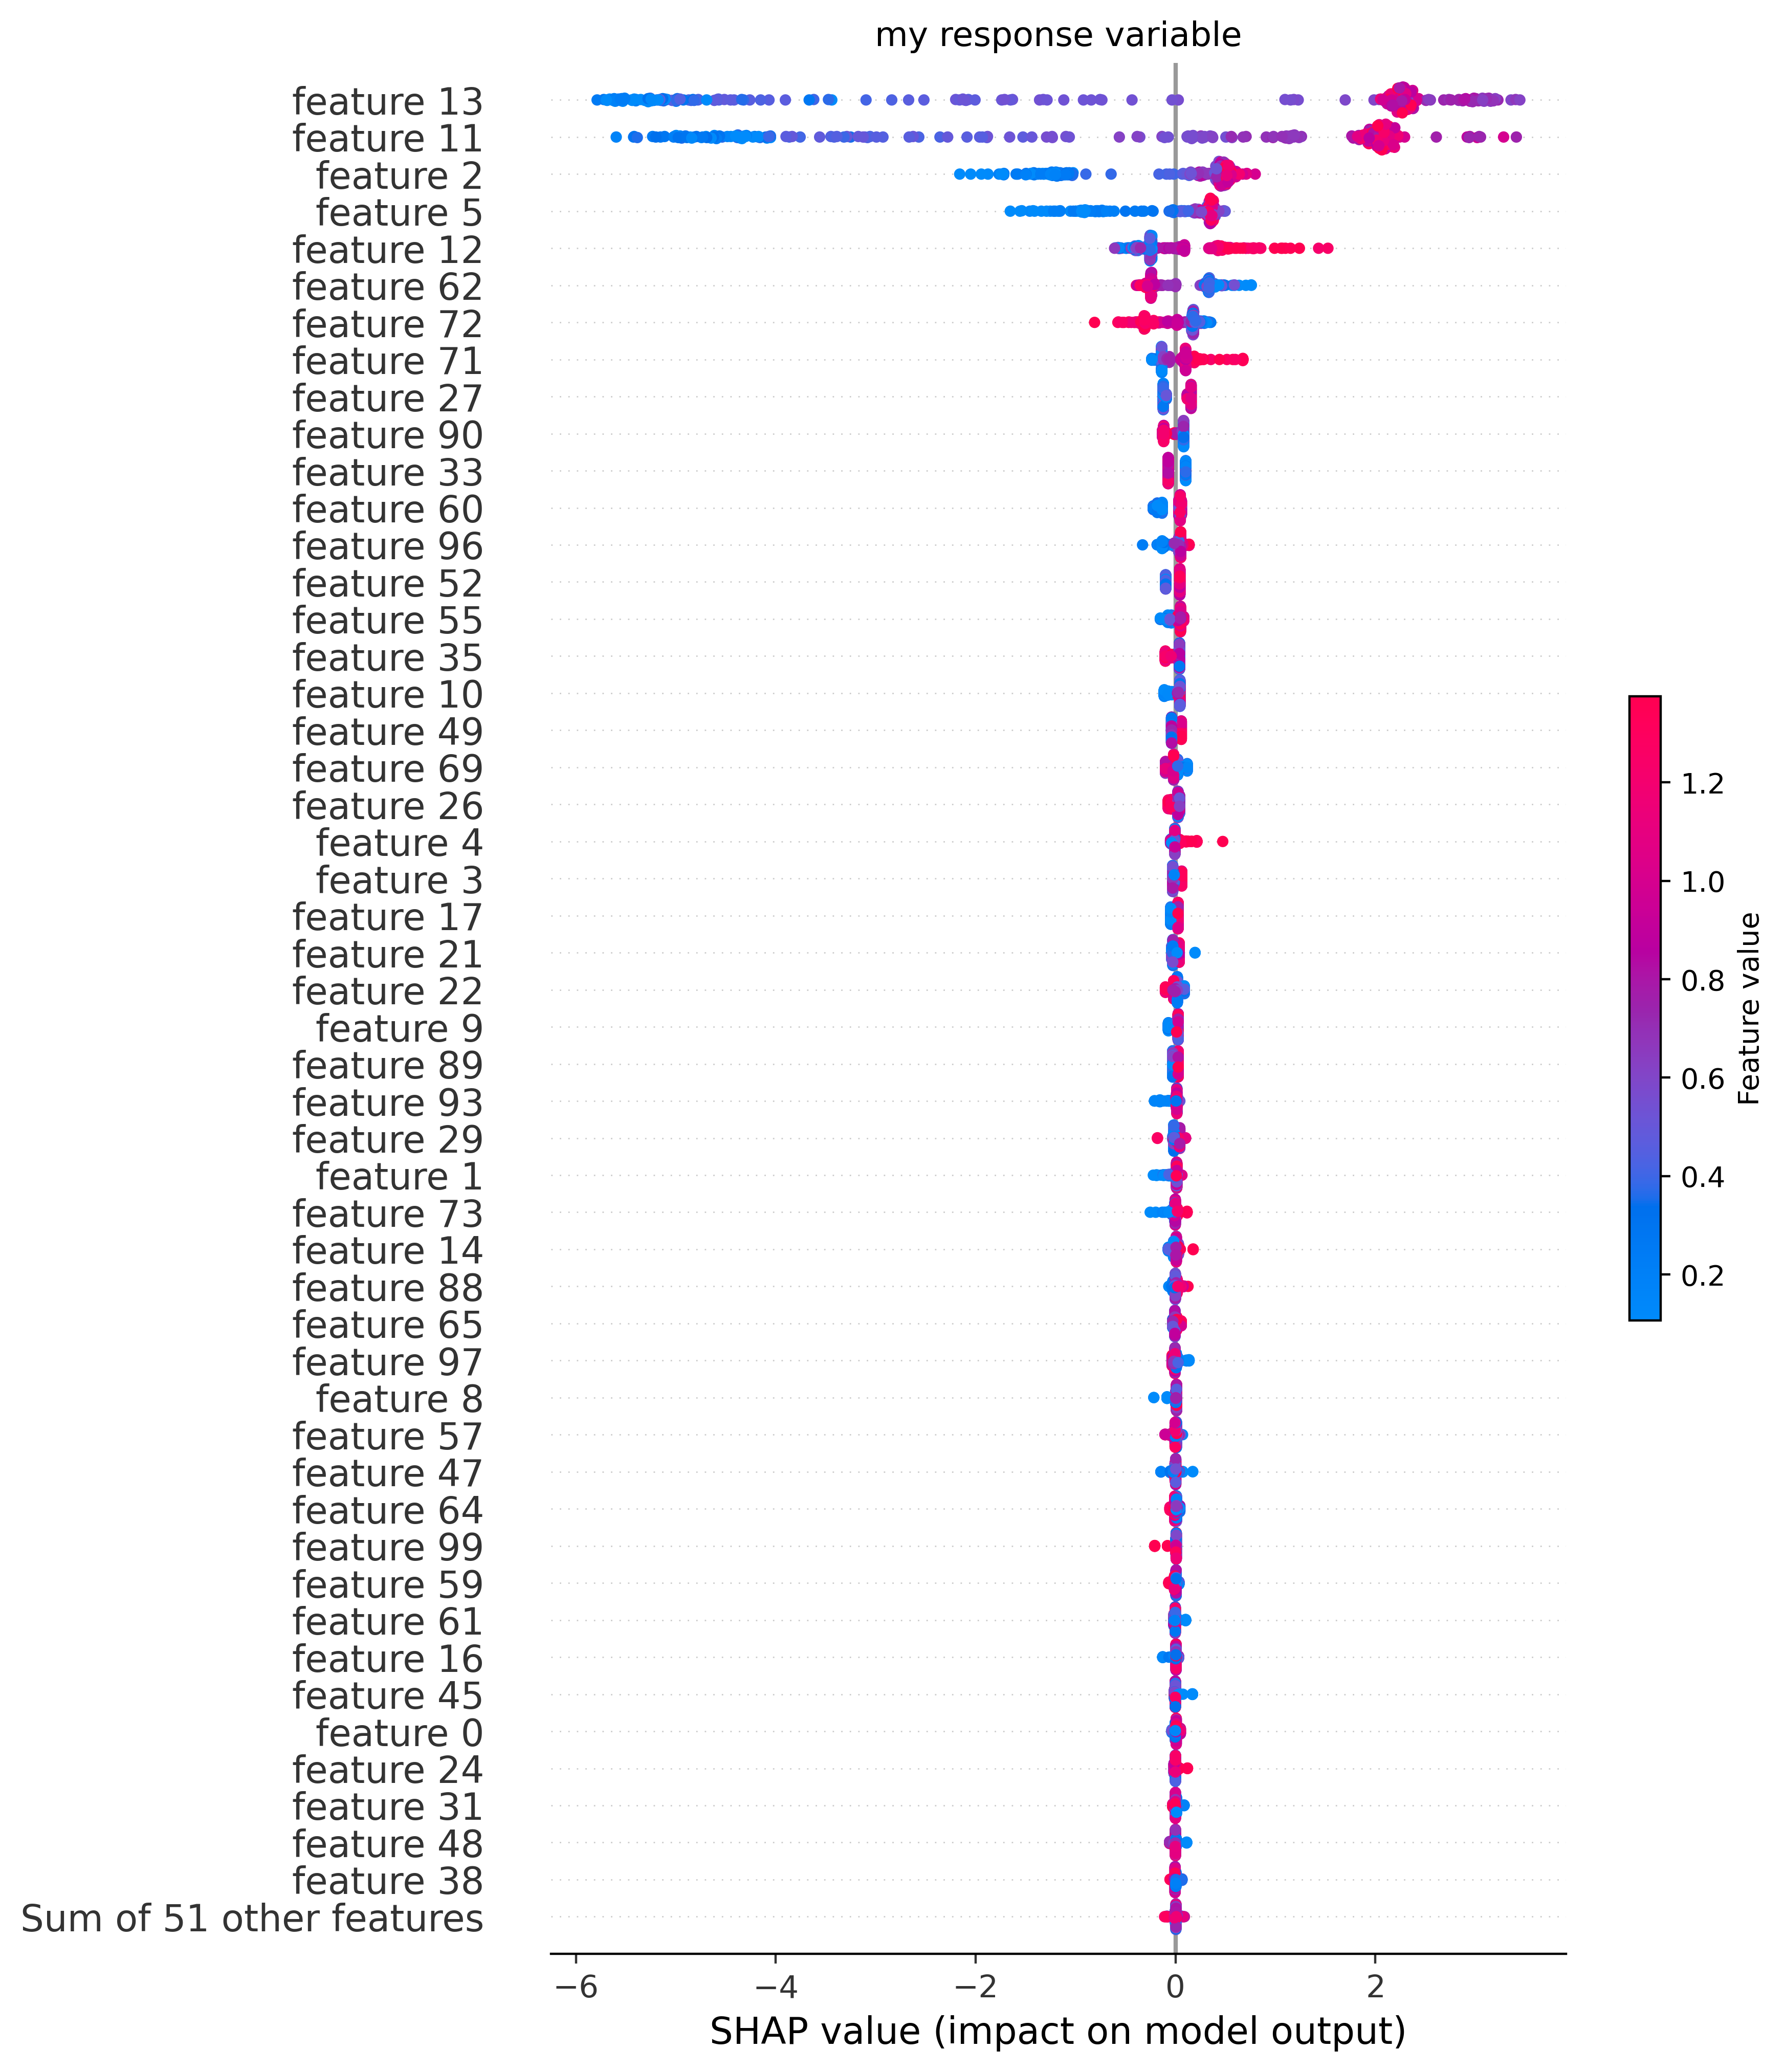 my response variable
feature 13
feature 11
feature 2
feature 5
feature 12
feature 62
feature 72
feature 71
feature 27
feature 90
feature 33
feature 60
feature 96
feature 52
feature 55
feature 35
feature 10
feature 49
feature 69
feature 26
feature 4
feature 3
feature 17
feature 21
feature 22
feature 9
feature 89
feature 93
feature 29
feature 1
feature 73
feature 14
feature 88
feature 65
feature 97
feature 8
feature 57
feature 47
feature 64
feature 99
feature 59
feature 61
feature 16
feature 45
feature 0
feature 24
feature 31
feature 48
feature 38
Sum of 51 other features
−6 −4 −2 0 2
SHAP value (impact on model output)
1.2
1.0
0.8
0.6
0.4
0.2
Feature value